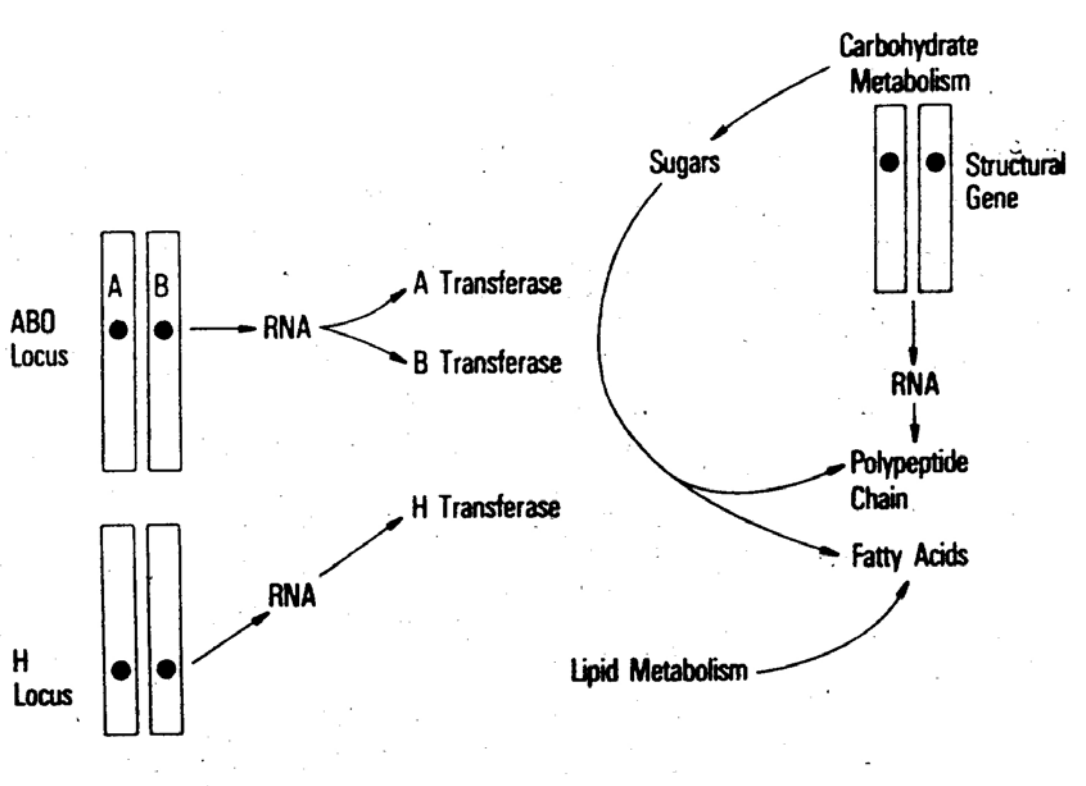 Carbohydrate
Metabolism
Sugars
Structural
Gene
A B
A Transferase
ABO
Locus
RNA
B Transferase
RNA
Polypeptide
Chain
H Transferase
Fatty Acids
RNA
H
Locus
Lipid Metabolism